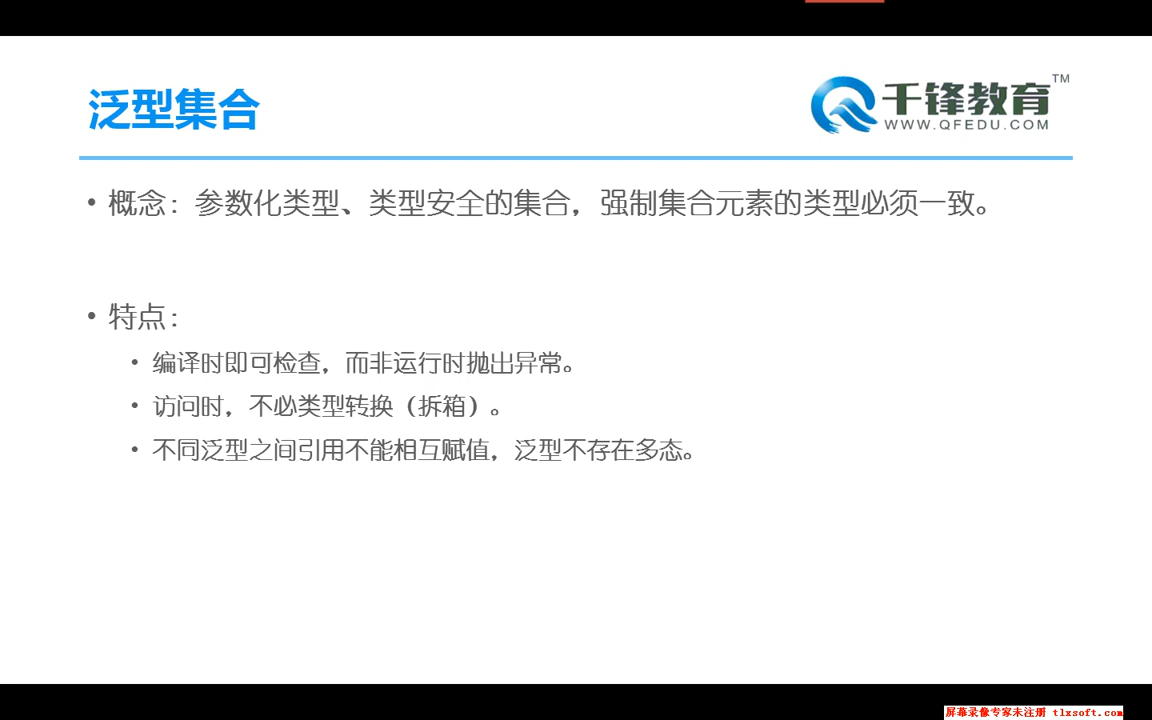 泛型集合
千锋教育™
WWW.QFEDU.COM
• 概念：参数化类型、类型安全的集合，强制集合元素的类型必须一致。
• 特点：
• 编译时即可检查，而非运行时抛出异常。
• 访问时，不必类型转换（拆箱）。
• 不同泛型之间引用不能相互赋值，泛型不存在多态。
屏幕录像专家未注册 tlxsoft.com